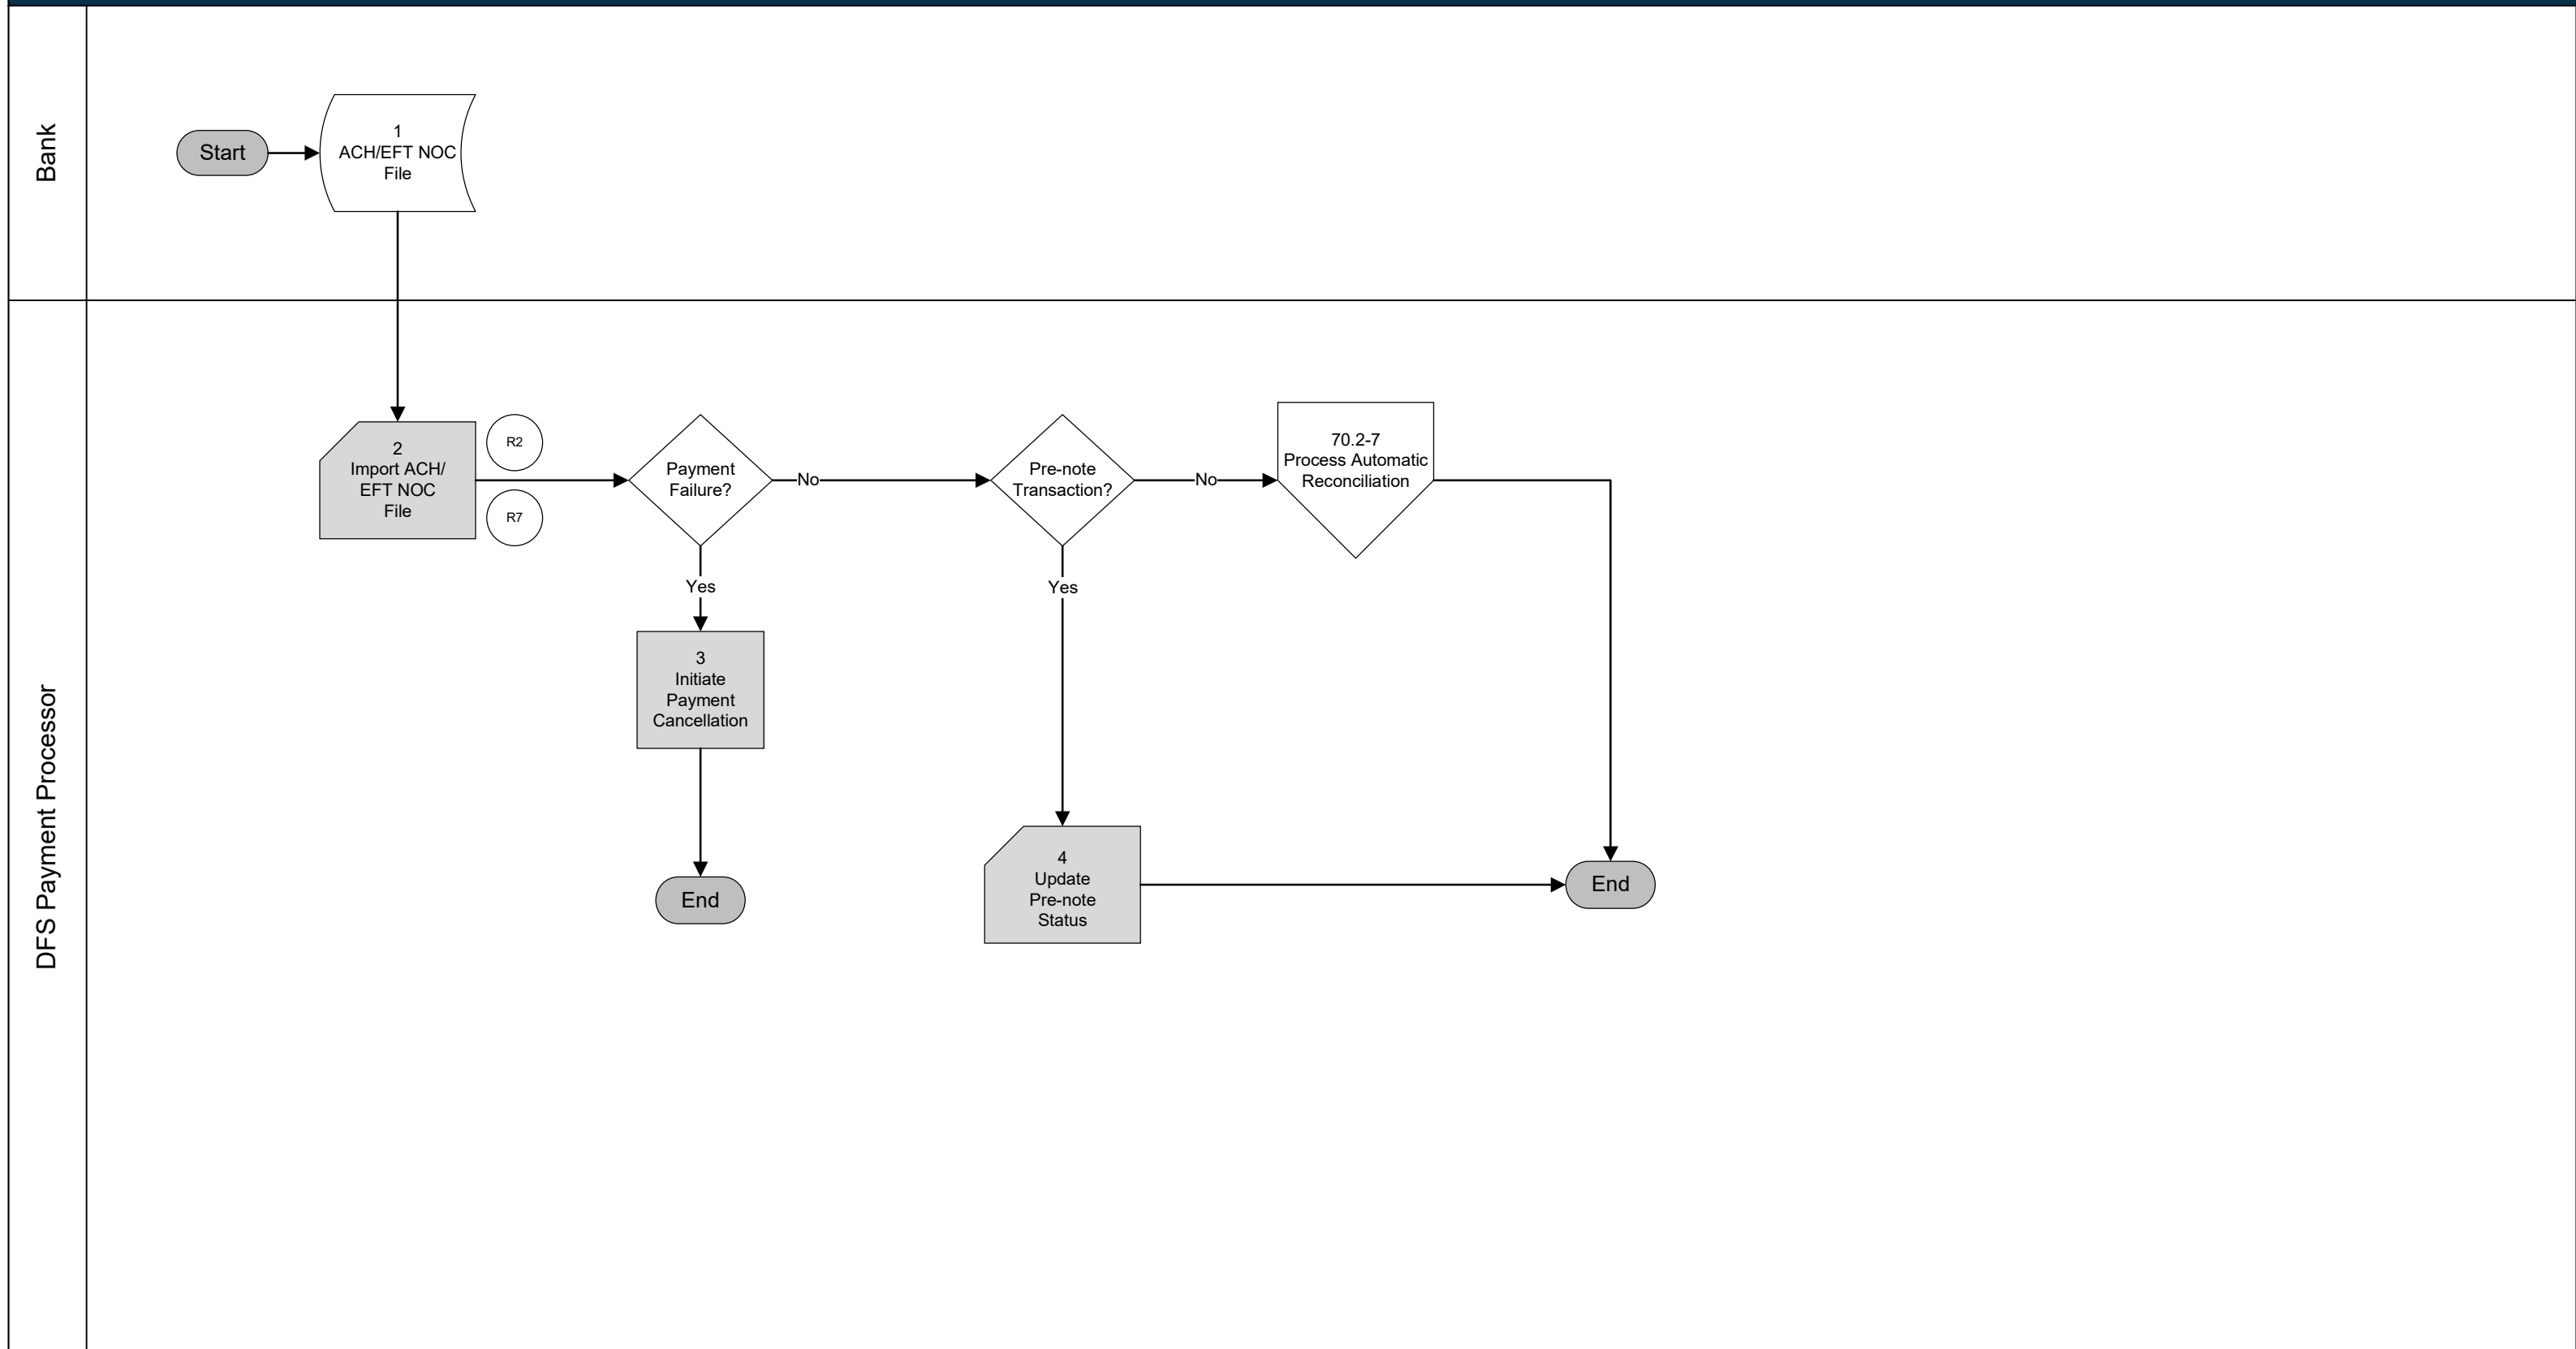 Bank
Start
1
ACH/EFT NOC
File
DFS Payment Processor
2
Import ACH/
EFT NOC
File
R2
R7
Payment
Failure?
No
Yes
3
Initiate
Payment
Cancellation
End
Pre-note
Transaction?
No
Yes
4
Update
Pre-note
Status
70.2-7
Process Automatic
Reconciliation
End